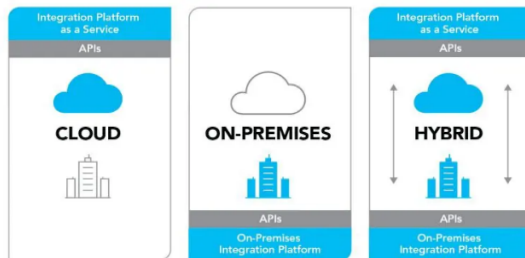 Integration Platform
as a Service
APIs
CLOUD
ON-PREMISES
APIs
On-Premises
Integration Platform
Integration Platform
as a Service
APIs
HYBRID
APIs
On-Premises
Integration Platform